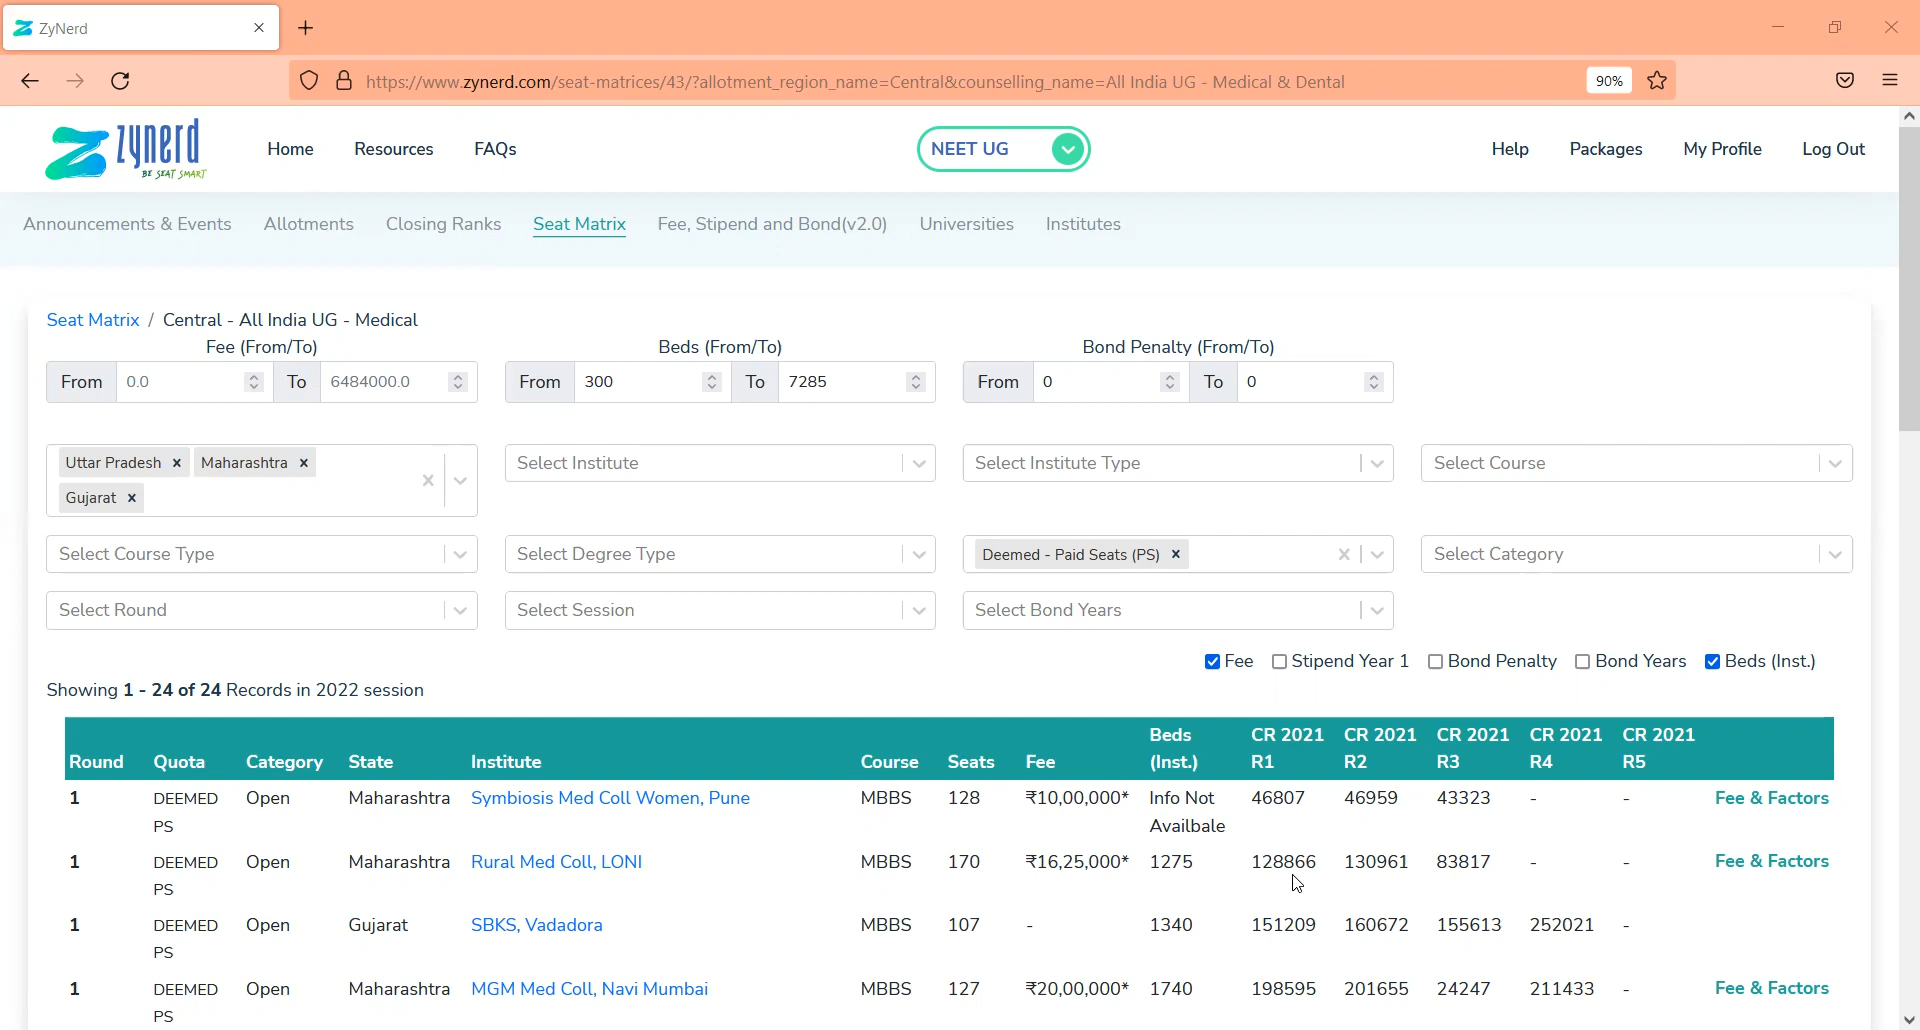 ZyNerd
https://www.zynerd.com/seat-matrices/43/?allotment_region_name=Central&counselling_name=All India UG - Medical & Dental
90%
zynerd
BE SEAT SMART
Home
Resources
FAQs
NEET UG
Help
Packages
My Profile
Log Out
Announcements & Events
Allotments
Closing Ranks
Seat Matrix
Fee, Stipend and Bond(v2.0)
Universities
Institutes
Seat Matrix / Central - All India UG - Medical
Fee (From/To)
Beds (From/To)
Bond Penalty (From/To)
From 0.0 To 6484000.0
From 300 To 7285
From 0 To 0
Uttar Pradesh × Maharashtra ×
Gujarat ×
Select Institute
Select Institute Type
Select Course
Select Course Type
Select Degree Type
Deemed - Paid Seats (PS) ×
Select Category
Select Round
Select Session
Select Bond Years
Fee Stipend Year 1 Bond Penalty Bond Years Beds (Inst.)
Showing 1 - 24 of 24 Records in 2022 session
Beds CR 2021 CR 2021 CR 2021 CR 2021 CR 2021
Round Quota Category State Institute Course Seats Fee (Inst.) R1 R2 R3 R4 R5
1 DEEMED Open Maharashtra Symbiosis Med Coll Women, Pune MBBS 128 ₹10,00,000* Info Not 46807 46959 43323 - - Fee & Factors
PS Availbale
1 DEEMED Open Maharashtra Rural Med Coll, LONI MBBS 170 ₹16,25,000* 1275 128866 130961 83817 - - Fee & Factors
PS
1 DEEMED Open Gujarat SBKS, Vadadora MBBS 107 - 1340 151209 160672 155613 252021 -
PS
1 DEEMED Open Maharashtra MGM Med Coll, Navi Mumbai MBBS 127 ₹20,00,000* 1740 198595 201655 24247 211433 - Fee & Factors
PS